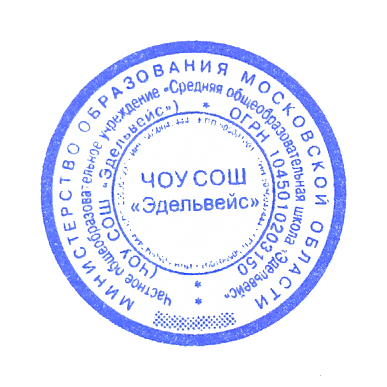 МИНИСТЕРСТВО ОБРАЗОВАНИЯ МОСКОВСКОЙ ОБЛАСТИ
Частное общеобразовательное учреждение «Средняя общеобразовательная школа «Эдельвейс»
(ЧОУ СОШ «Эдельвейс») * ОГРН 1045010203150 * *
ЧОУ СОШ
«Эдельвейс»